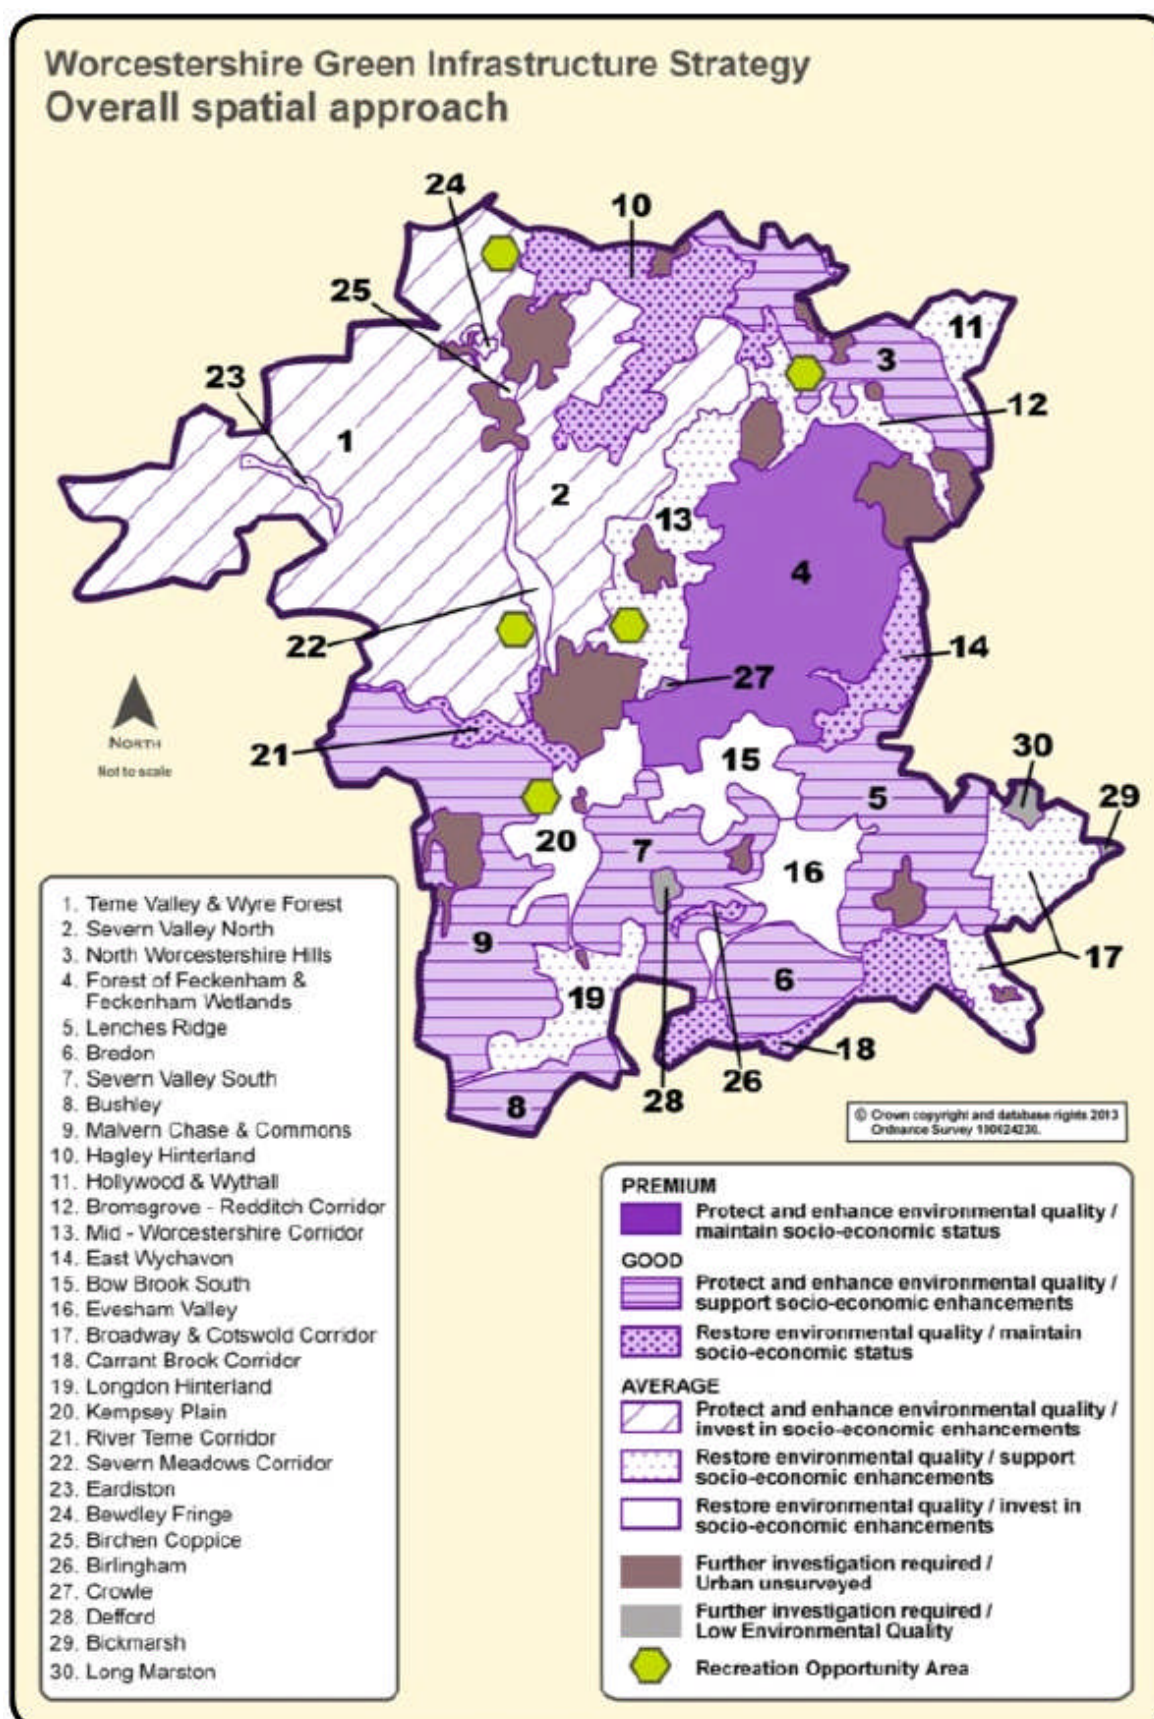 Worcestershire Green Infrastructure Strategy
Overall spatial approach
24
10
25
11
3
23
12
1
2
13
4
22
14
27
NORTH
Not to scale
21
15
30
5
29
20
7
16
9
17
6
19
18
26
28
8
© Crown copyright and database rights 2013
Ordnance Survey 100024230.
1. Teme Valley & Wyre Forest
2. Severn Valley North
3. North Worcestershire Hills
4. Forest of Feckenham &
Feckenham Wetlands
5. Lenches Ridge
6. Bredon
7. Severn Valley South
8. Bushley
9. Malvern Chase & Commons
10. Hagley Hinterland
11. Hollywood & Wythall
12. Bromsgrove - Redditch Corridor
13. Mid - Worcestershire Corridor
14. East Wychavon
15. Bow Brook South
16. Evesham Valley
17. Broadway & Cotswold Corridor
18. Carrant Brook Corridor
19. Longdon Hinterland
20. Kempsey Plain
21. River Teme Corridor
22. Severn Meadows Corridor
23. Eardiston
24. Bewdley Fringe
25. Birchen Coppice
26. Birlingham
27. Crowle
28. Defford
29. Bickmarsh
30. Long Marston
PREMIUM
Protect and enhance environmental quality /
maintain socio-economic status
GOOD
Protect and enhance environmental quality /
support socio-economic enhancements
Restore environmental quality / maintain
socio-economic status
AVERAGE
Protect and enhance environmental quality /
invest in socio-economic enhancements
Restore environmental quality / support
socio-economic enhancements
Restore environmental quality / invest in
socio-economic enhancements
Further investigation required /
Urban unsurveyed
Further investigation required /
Low Environmental Quality
Recreation Opportunity Area